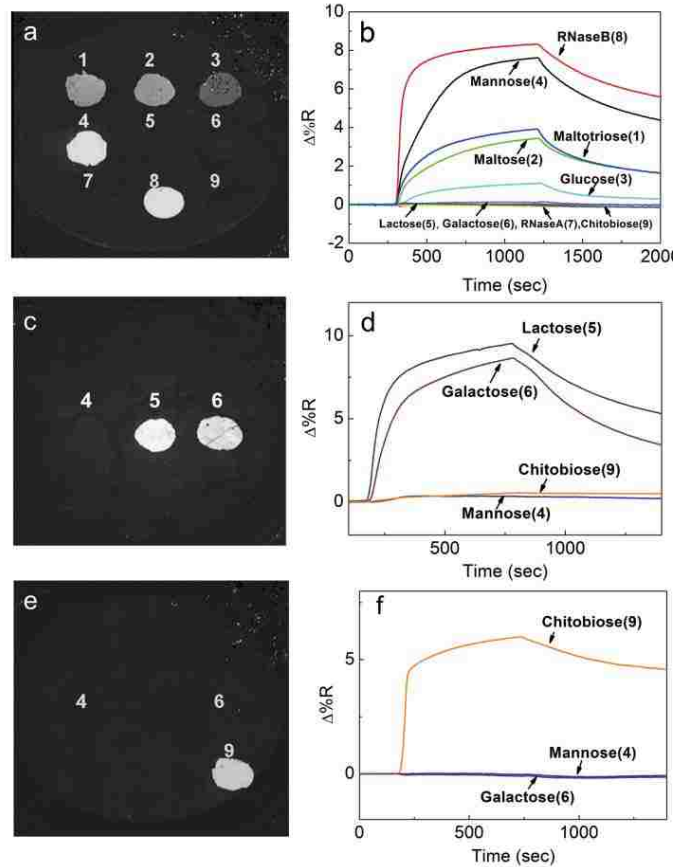 a
1 2 3
4 5 6
7 8 9
b
Δ%R
10
8
6
4
2
0
-2
RNaseB(8)
Mannose(4)
Maltotriose(1)
Maltose(2)
Glucose(3)
Lactose(5), Galactose(6), RNaseA(7),Chitobiose(9)
0 500 1000 1500 2000
Time (sec)
c
4 5 6
d
Δ%R
10
5
0
Lactose(5)
Galactose(6)
Chitobiose(9)
Mannose(4)
500 1000
Time (sec)
e
4 6
9
f
Δ%R
5
0
Chitobiose(9)
Mannose(4)
Galactose(6)
0 500 1000
Time (sec)